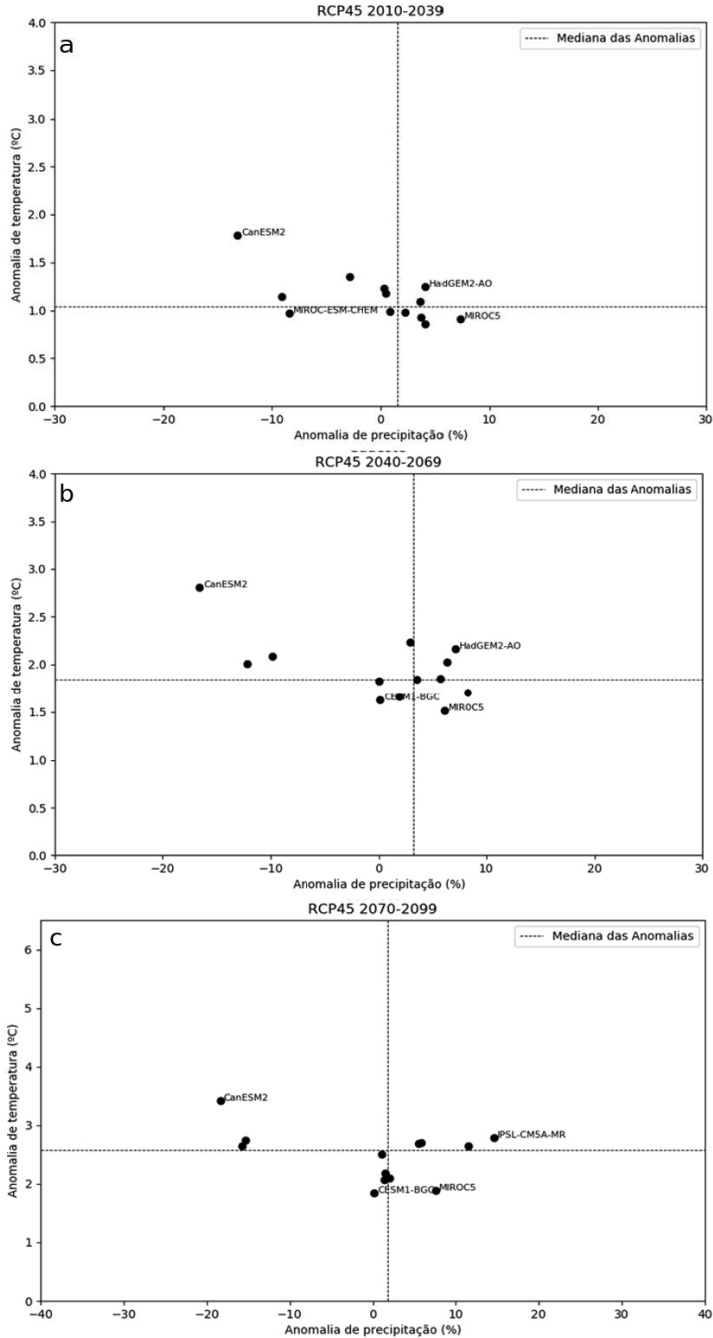 RCP45 2010-2039
a
Mediana das Anomalias
Anomalia de temperatura (ºC)
4.0
3.5
3.0
2.5
2.0
1.5
1.0
0.5
0.0
CanESM2
HadGEM2-AO
MIROC-ESM-CHEM
MIROC5
−30 −20 −10 0 10 20 30
Anomalia de precipitação (%)
RCP45 2040-2069
b
Mediana das Anomalias
Anomalia de temperatura (ºC)
4.0
3.5
3.0
2.5
2.0
1.5
1.0
0.5
0.0
CanESM2
HadGEM2-AO
CESM1-BGC
MIROC5
−30 −20 −10 0 10 20 30
Anomalia de precipitação (%)
RCP45 2070-2099
c
Mediana das Anomalias
Anomalia de temperatura (ºC)
6
5
4
3
2
1
0
CanESM2
IPSL-CM5A-MR
CESM1-BGC
MIROC5
−40 −30 −20 −10 0 10 20 30 40
Anomalia de precipitação (%)